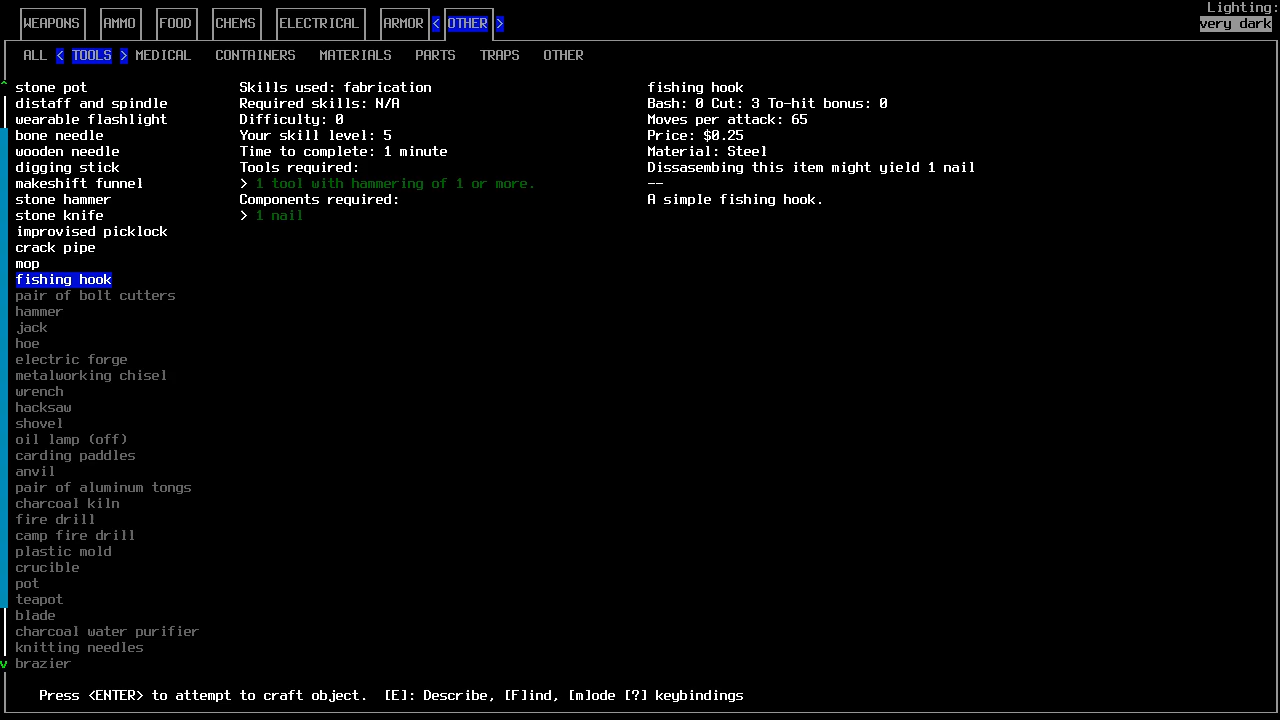 Lighting:
WEAPONS AMMO FOOD CHEMS ELECTRICAL ARMOR < OTHER > very dark
ALL < TOOLS > MEDICAL CONTAINERS MATERIALS PARTS TRAPS OTHER
^ stone pot Skills used: fabrication fishing hook
distaff and spindle Required skills: N/A Bash: 0 Cut: 3 To-hit bonus: 0
wearable flashlight Difficulty: 0 Moves per attack: 65
bone needle Your skill level: 5 Price: $0.25
wooden needle Time to complete: 1 minute Material: Steel
digging stick Tools required: Dissasembing this item might yield 1 nail
makeshift funnel > 1 tool with hammering of 1 or more. --
stone hammer Components required: A simple fishing hook.
stone knife > 1 nail
improvised picklock
crack pipe
mop
fishing hook
pair of bolt cutters
hammer
jack
hoe
electric forge
metalworking chisel
wrench
hacksaw
shovel
oil lamp (off)
carding paddles
anvil
pair of aluminum tongs
charcoal kiln
fire drill
camp fire drill
plastic mold
crucible
pot
teapot
blade
charcoal water purifier
knitting needles
v brazier
Press <ENTER> to attempt to craft object. [E]: Describe, [F]ind, [m]ode [?] keybindings